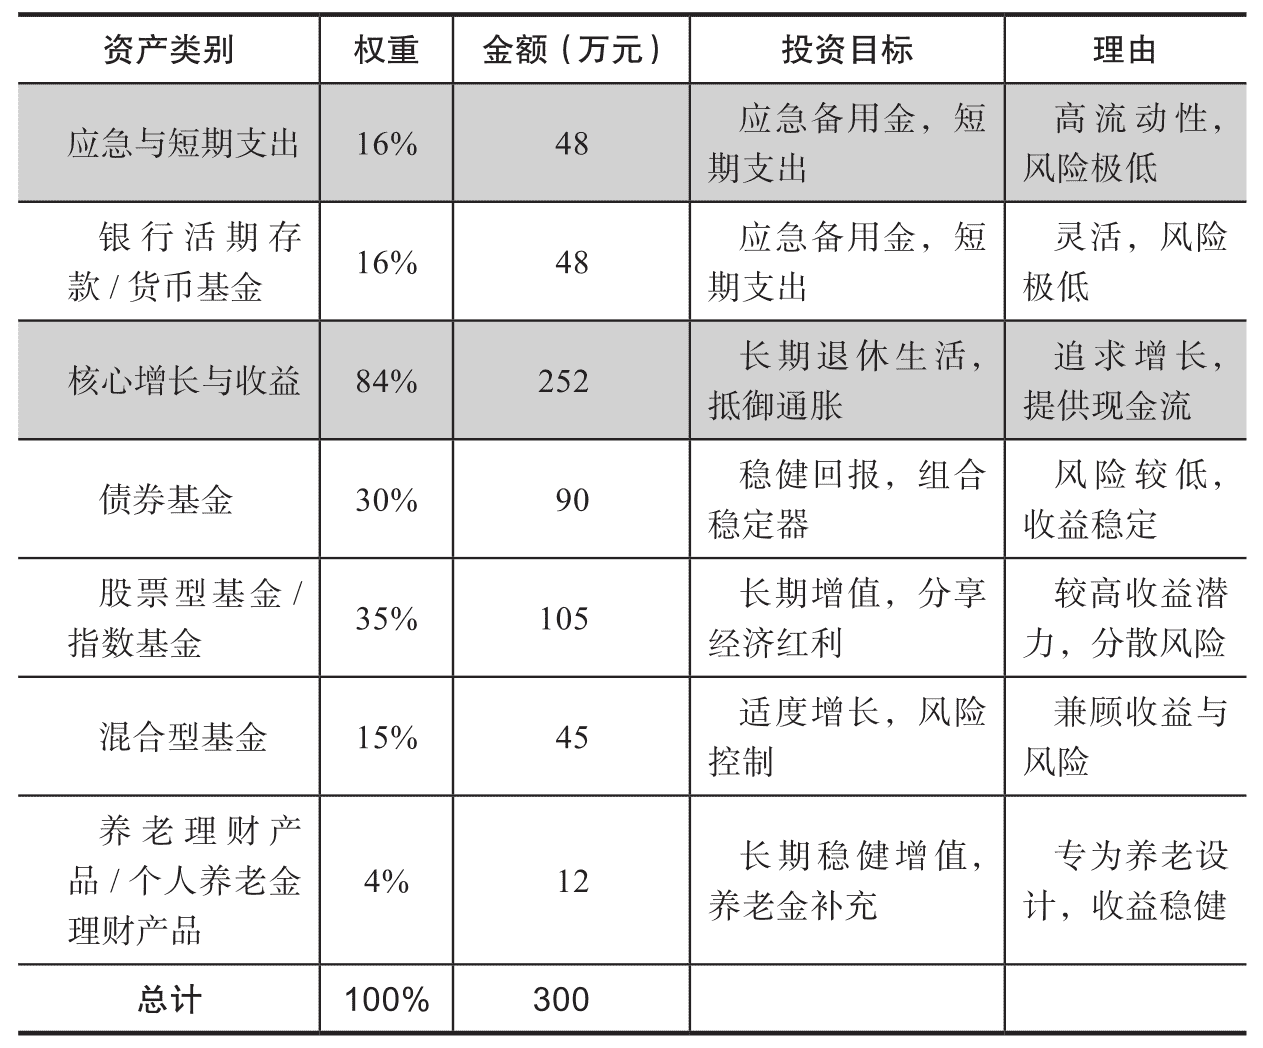 资产类别 权重 金额（万元） 投资目标 理由
应急与短期支出 16% 48 应急备用金，短期支出 高流动性，风险极低
银行活期存款/货币基金 16% 48 应急备用金，短期支出 灵活，风险极低
核心增长与收益 84% 252 长期退休生活，抵御通胀 追求增长，提供现金流
债券基金 30% 90 稳健回报，组合稳定器 风险较低，收益稳定
股票型基金/指数基金 35% 105 长期增值，分享经济红利 较高收益潜力，分散风险
混合型基金 15% 45 适度增长，风险控制 兼顾收益与风险
养老理财产品/个人养老金理财产品 4% 12 长期稳健增值，养老金补充 专为养老设计，收益稳健
总计 100% 300